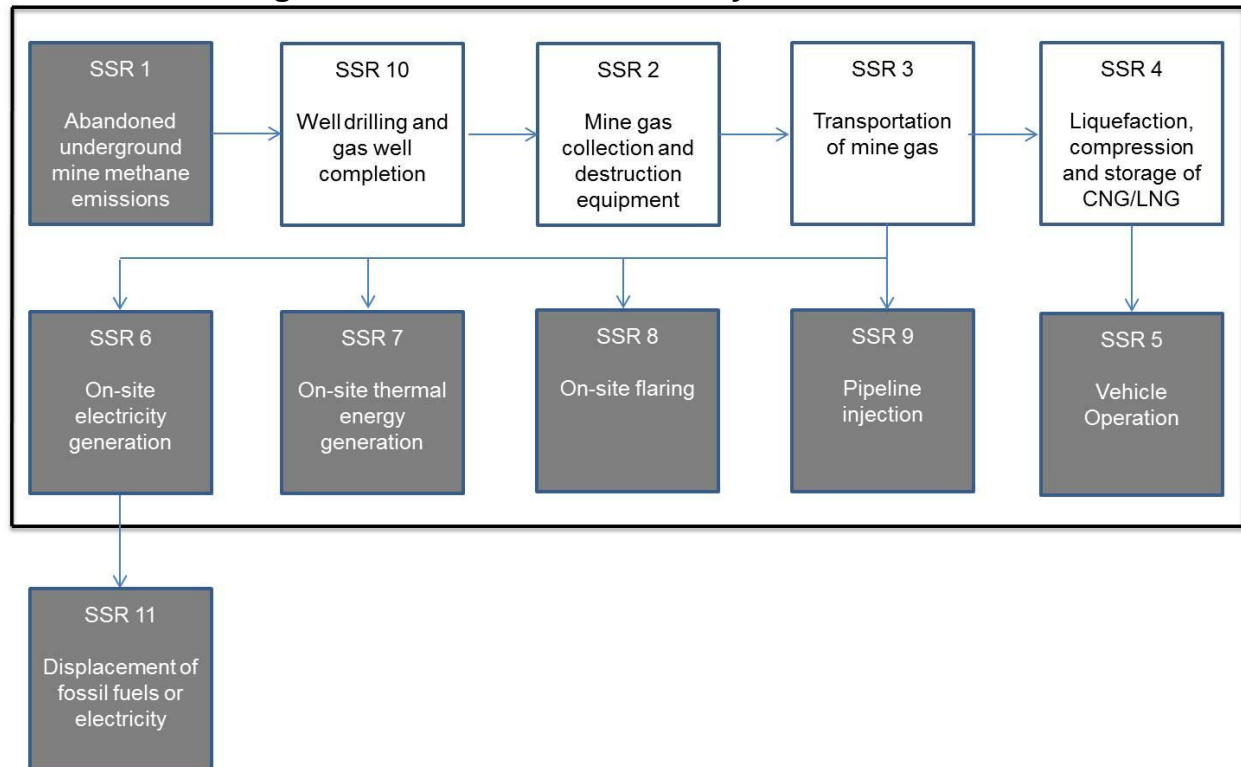 SSR 1
Abandoned
underground
mine methane
emissions
SSR 10
Well drilling and
gas well
completion
SSR 2
Mine gas
collection and
destruction
equipment
SSR 3
Transportation
of mine gas
SSR 4
Liquefaction,
compression
and storage of
CNG/LNG
SSR 6
On-site
electricity
generation
SSR 7
On-site thermal
energy
generation
SSR 8
On-site flaring
SSR 9
Pipeline
injection
SSR 5
Vehicle
Operation
SSR 11
Displacement of
fossil fuels or
electricity